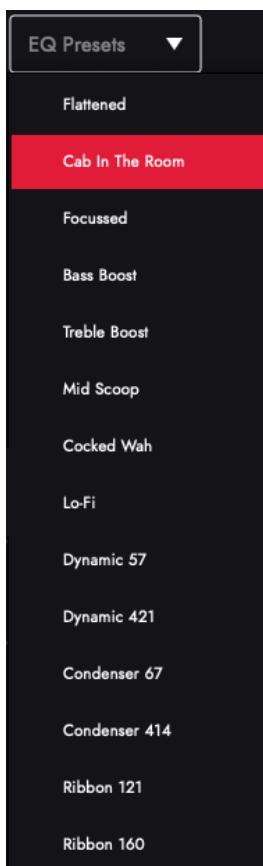 EQ Presets
Flattened
Cab In The Room
Focussed
Bass Boost
Treble Boost
Mid Scoop
Cocked Wah
Lo-Fi
Dynamic 57
Dynamic 421
Condenser 67
Condenser 414
Ribbon 121
Ribbon 160